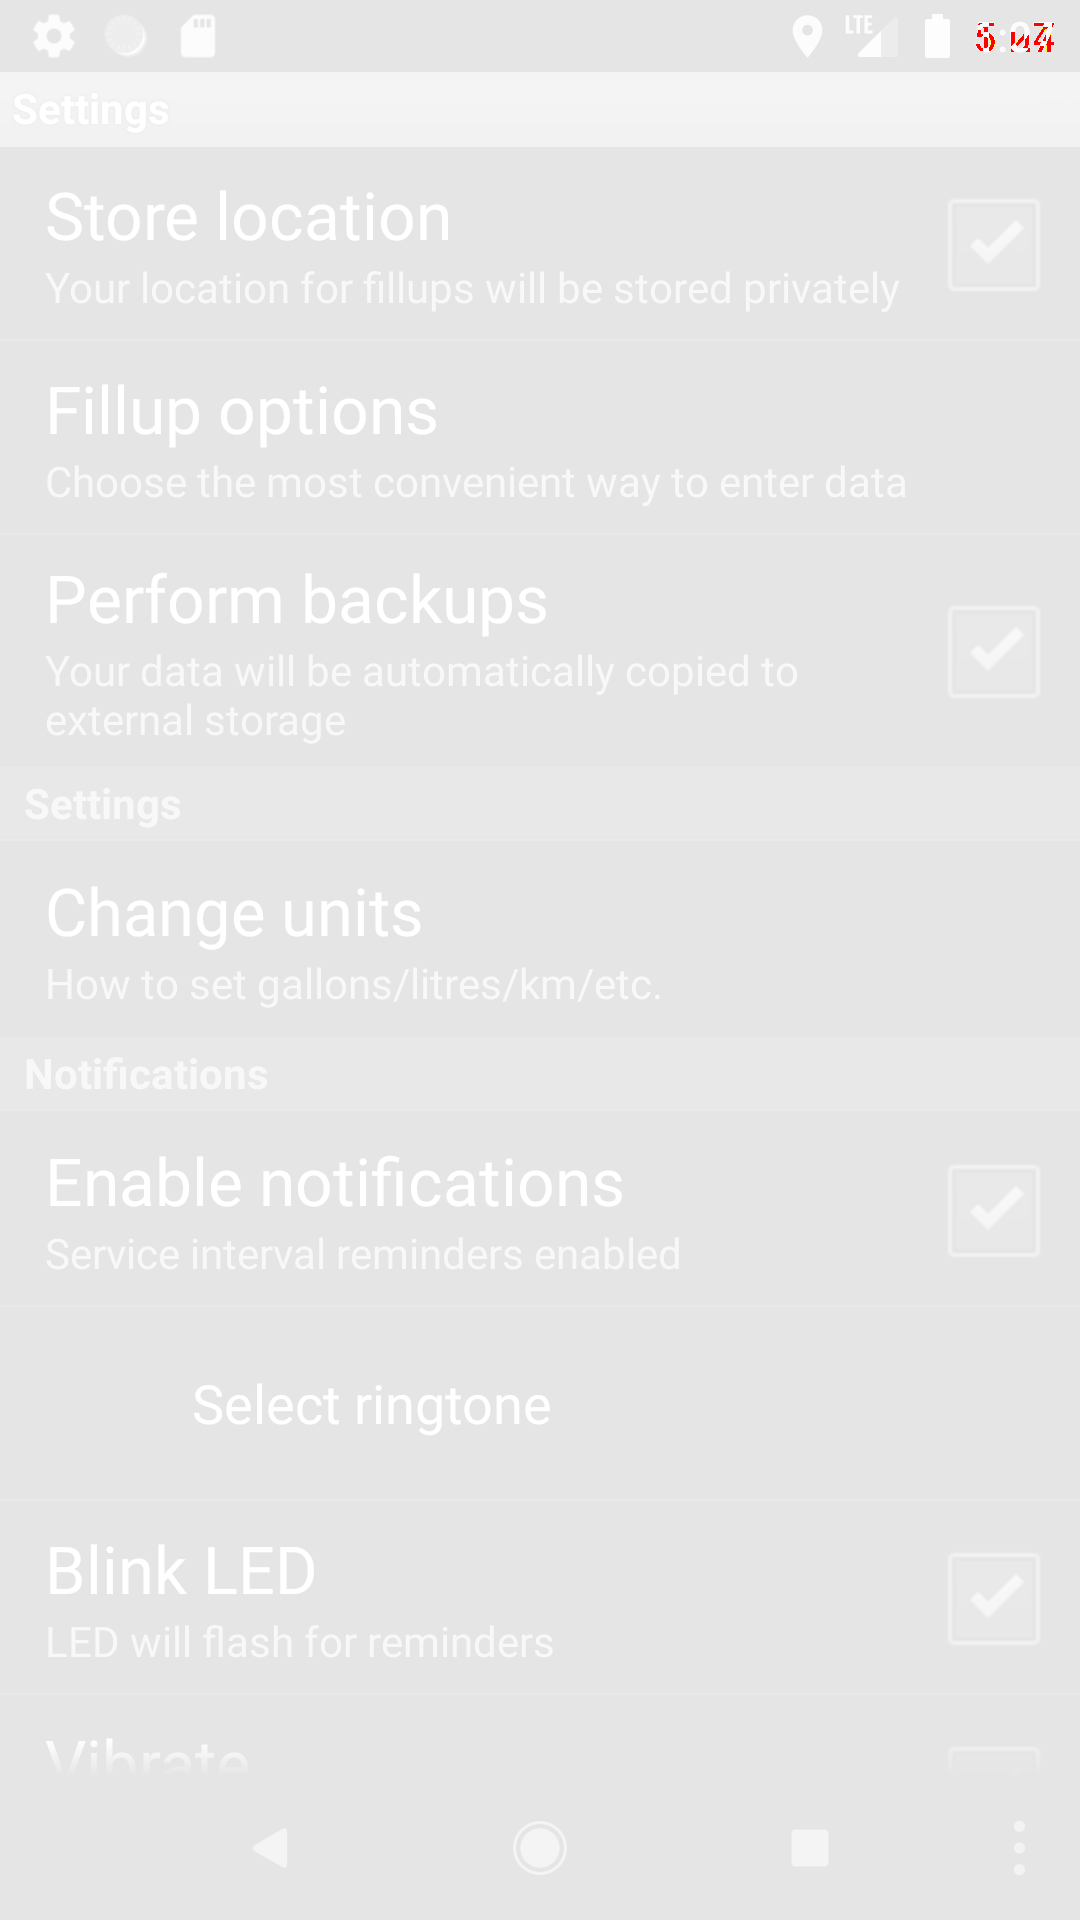 LTE
Settings
Store location
Your location for fillups will be stored privately
Fillup options
Choose the most convenient way to enter data
Perform backups
Your data will be automatically copied to
external storage
Settings
Change units
How to set gallons/litres/km/etc.
Notifications
Enable notifications
Service interval reminders enabled
Select ringtone
Blink LED
LED will flash for reminders
Vibrate